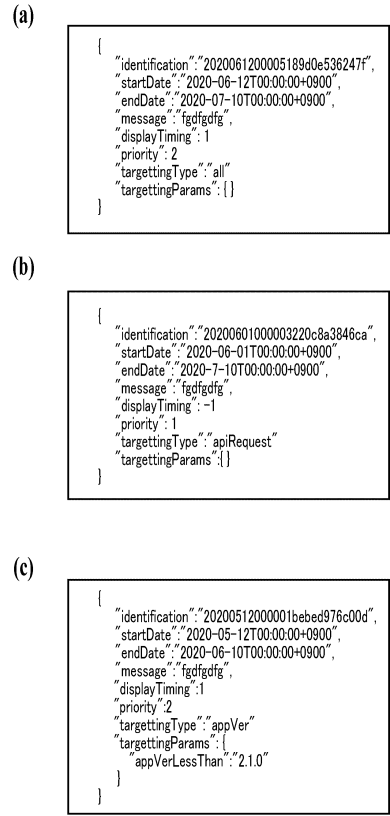 (a)
{
"identification":"2020061200005189d0e536247f",
"startDate":"2020-06-12T00:00:00+0900",
"endDate":"2020-07-10T00:00:00+0900",
"message":"fgdfgdfg",
"displayTiming": 1
"priority": 2
"targettingType":"all"
"targettingParams": { }
}
(b)
{
"identification":"20200601000003220c8a3846ca",
"startDate":"2020-06-01T00:00:00+0900",
"endDate":"2020-7-10T00:00:00+0900",
"message":"fgdfgdfg",
"displayTiming": -1
"priority": 1
"targettingType":"apiRequest"
"targettingParams":{ }
}
(c)
{
"identification":"20200512000001bebed976c00d",
"startDate":"2020-05-12T00:00:00+0900",
"endDate":"2020-06-10T00:00:00+0900",
"message":"fgdfgdfg",
"displayTiming":1
"priority":2
"targettingType":"appVer"
"targettingParams": {
"appVerLessThan":"2.1.0"
}
}